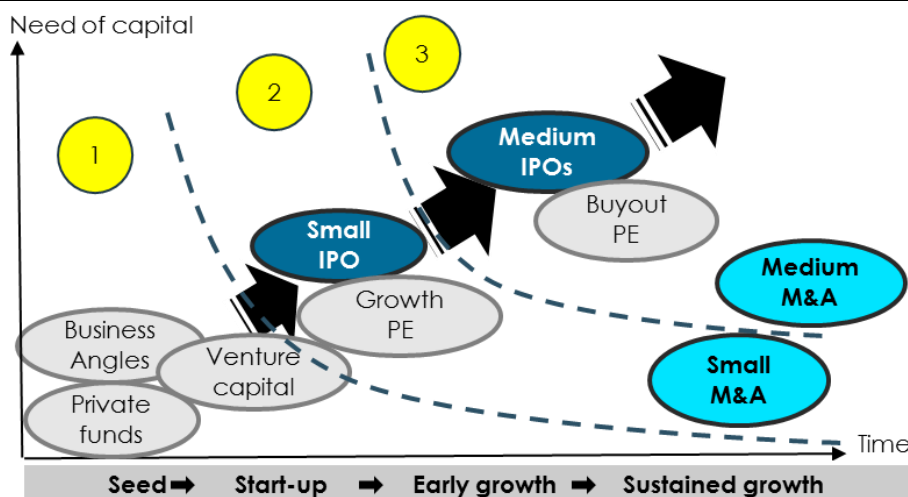 Need of capital
1
2
3
Medium
IPOs
Buyout
PE
Small
IPO
Growth
PE
Medium
M&A
Business
Angles
Venture
capital
Small
M&A
Private
funds
Time
Seed➡ Start-up ➡ Early growth ➡ Sustained growth